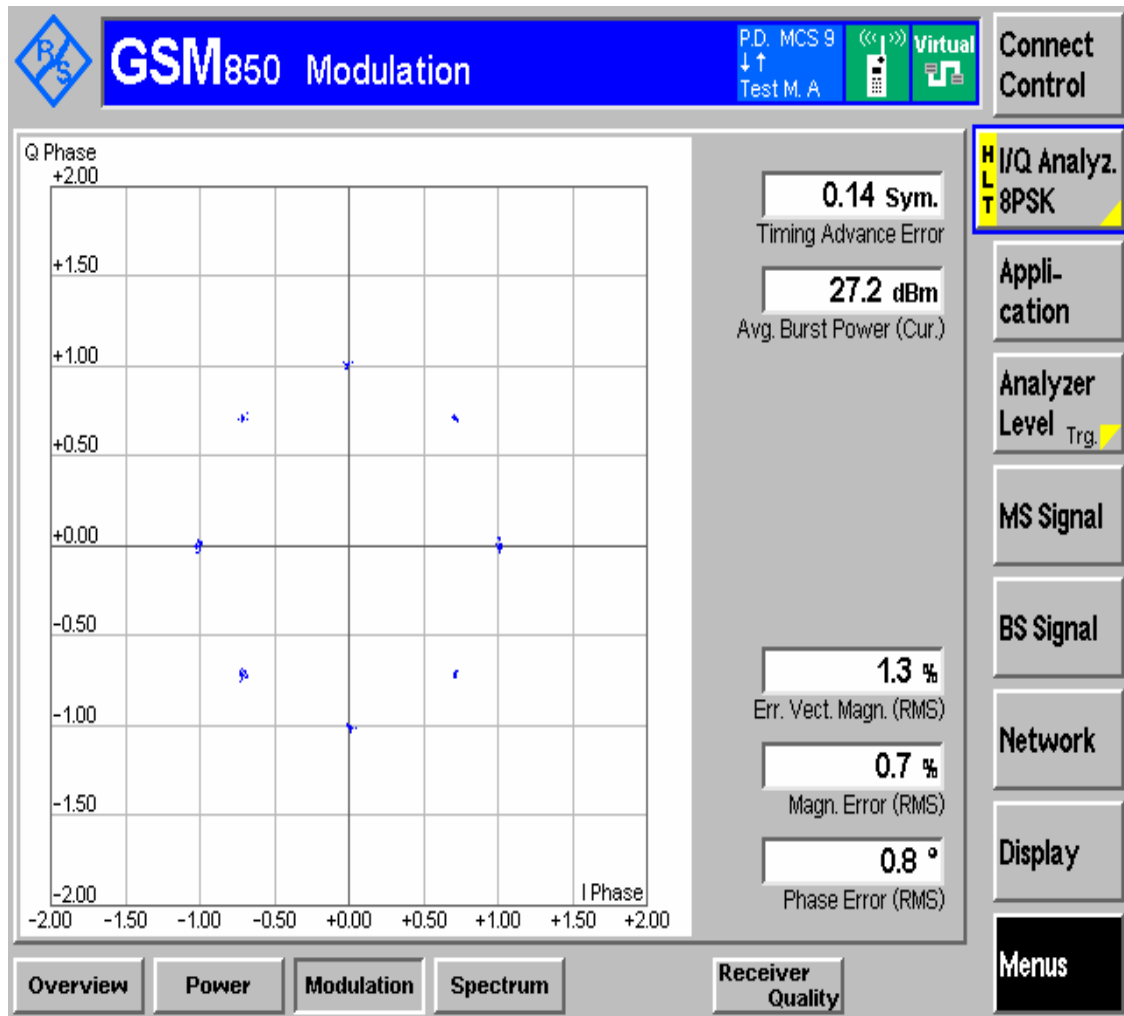 R/S
GSM850 Modulation
P.D. MCS 9
↓↑
Test M. A
Virtual
Connect
Control
Q Phase
+2.00
+1.50
+1.00
+0.50
+0.00
-0.50
-1.00
-1.50
-2.00
I Phase
-2.00 -1.50 -1.00 -0.50 +0.00 +0.50 +1.00 +1.50 +2.00
0.14 Sym.
Timing Advance Error
27.2 dBm
Avg. Burst Power (Cur.)
1.3 %
Err. Vect. Magn. (RMS)
0.7 %
Magn. Error (RMS)
0.8 °
Phase Error (RMS)
HLT
I/Q Analyz.
8PSK
Appli-
cation
Analyzer
Level Trg.
MS Signal
BS Signal
Network
Display
Menus
Overview Power Modulation Spectrum
Receiver
Quality